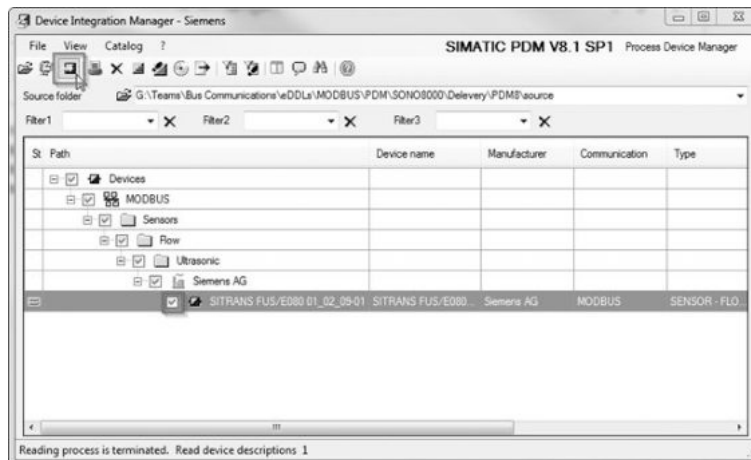 Device Integration Manager - Siemens
File View Catalog ? SIMATIC PDM V8.1 SP1 Process Device Manager
Source folder G:\Teams\Bus Communications\eDDLs\MODBUS\PDM\SONO8000\Delevery\PDM8\source
Filter1 Filter2 Filter3
St Path Device name Manufacturer Communication Type
Devices
MODBUS
Sensors
Flow
Ultrasonic
Siemens AG
SITRANS FUS/E080 01_02_09-01 SITRANS FUS/E080... Siemens AG MODBUS SENSOR - FLO...
Reading process is terminated. Read device descriptions 1